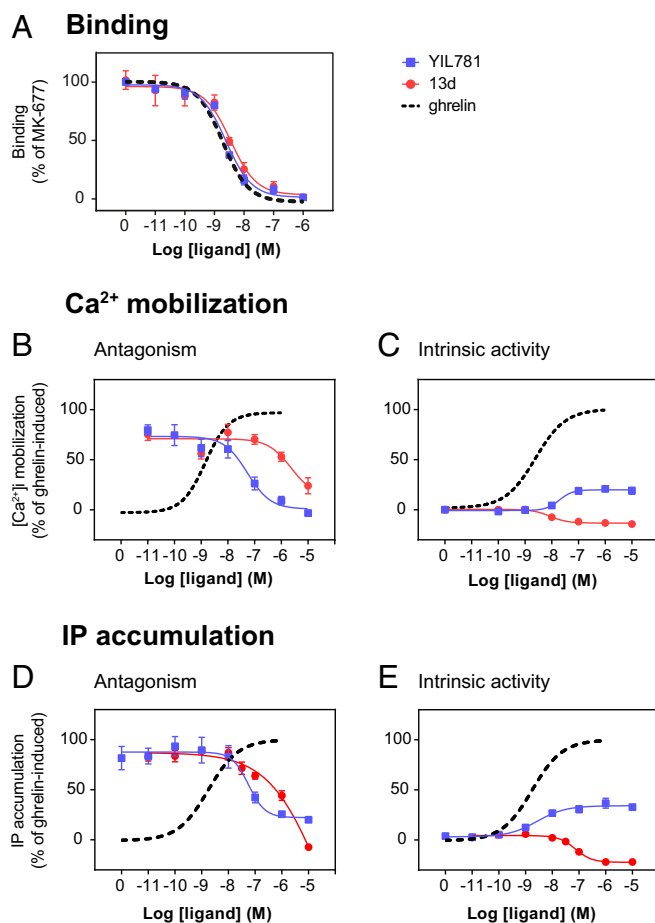 A Binding
YIL781
13d
ghrelin
Binding
(% of MK-677)
100
50
0
0 -11 -10 -9 -8 -7 -6
Log [ligand] (M)
Ca²⁺ mobilization
B Antagonism
[Ca²⁺]i mobilization
(% of ghrelin-induced)
100
50
0
0 -11 -10 -9 -8 -7 -6 -5
Log [ligand] (M)
C Intrinsic activity
100
50
0
0 -11 -10 -9 -8 -7 -6 -5
Log [ligand] (M)
IP accumulation
D Antagonism
IP accumulation
(% of ghrelin-induced)
100
50
0
0 -11 -10 -9 -8 -7 -6 -5
Log [ligand] (M)
E Intrinsic activity
100
50
0
0 -11 -10 -9 -8 -7 -6 -5
Log [ligand] (M)